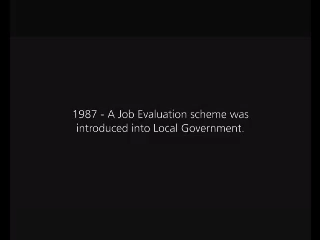 1987 - A Job Evaluation scheme was
introduced into Local Government.